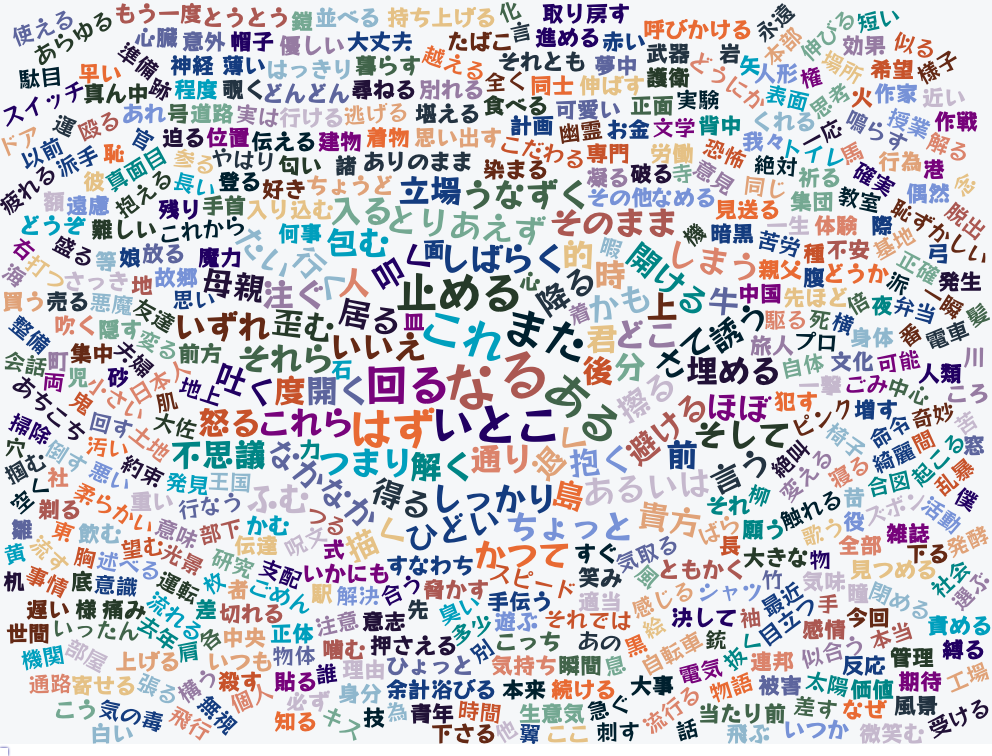 使える あらゆる もう一度 とうとう 鎧 並べる 持ち上げる 化 取り戻す 呼びかける 永遠 伸びる 短い
心臓 意外 帽子 優しい 大丈夫 たばこ 言 進める 赤い 武器 岩 本部 効果 似る
駄目 早い 準備 神経 薄い はっきり 暮らす 越える それとも 夢中 護衛 どうにか 矢 人形 権 場所 希望 様子
スイッチ 真ん中 跡 程度 覗く どんどん 尋ねる 別れる 全く 同士 伸ばす 表面 思考 火 作家 近い
ドア 運 殴る あれ 号 道路 実は 行ける 逃げる 堪える 食べる 可愛い 正面 実験 くれる 鳴らす 授業 作戦
以前 派手 恥 官 迫る 位置 伝える 建物 着物 思い出す 計画 幽霊 お金 文学 背中 我々 一応 トイレ 馬 解る
疲れる 彼 真面目 参る やはり 匂い 諸 ありのまま 染まる こだわる 専門 労働 恐怖 絶対 行為 港
額 遠慮 抱える 長い 登る 好き ちょうど 立場 うなずく 凝る 破る 寺 意見 同じ 祈る 確実 偶然 念
どうぞ 難しい これから 残り 手首 入り込む 入る とりあえず そのまま その他 なめる 見送る 集団 教室 恥ずかしい 脱出
右 盛る 等 娘 放る 魔力 さい 何事 包む 行く 面 しばらく 的 暇 機 暗黒 苦労 一生 体験 際 基地 弓
海 打つ さっき 地 故郷 母親 注ぐ 人 叩く 止める 心 降る 時 開ける しまう 親父 種 不安 腹 どうか 正確 派 発生
買う 売る 悪魔 友達 思い いずれ 歪む 居る 皿 これ また 着 かも 上 牛 中国 先ほど 倍 夜 弁当 一瞬
整備 吹く 隠す 変る 前方 それら いいえ 君 どこ さて 誘う 駆る 死 横 身体 番 電車 髪
会話 町 集中 夫婦 石 後 分 埋める 旅人 プロ 自体 文化 可能 人類 川
両 児 小さい 砂 日本人 地上 吐く 度 開く 回る なる ある 擦る 一撃 ごみ 中心 ころ
あちこち 鬼 肌 大佐 怒る これら はず いとこ 避ける ほぼ 犯す ピンク 増す 命令 奇妙 苦
掃除 回す 土地 不思議 な 力 し 前 そして 絶叫 椅子 綺麗 間 起こる 窓
穴 倒す 汚い 約束 なかなか つまり 解く 通り 抱く 言う 変える 寝る 合図 乱暴
掴む 社 悪い 発見 王国 得る しっかり 島 あるいは それ 柳 触れる 昔 僕
空く 剃る 柔らかい 重い 行なう ふむ ひどい ちょっと 貴方 ばら 願う 歌う 役 スポンジ 活動
雛 東 飲む 意味 部下 かむ つる 描く かつて すぐ 気取る 長 大きな 物 全部 雑誌 下る 発酵
黄 流す 胸 望む 光景 伝達 呪文 式 すなわち スピード 笑み 風 ともかく 竹 気味 見つめる 社会
机 事情 底 述べる 意識 運転 研究 支配 いかにも 合う 脅かす 適当 感じる シャツ 最近 瞳 閉める 選ぶ
遅い 様 痛み 流れる 枚 者 ごめん 駅 解決 先 臭い 手伝う それでは 決して 袖 目立つ 手 今回 責める
世間 いったん 去年 差 切れる 注意 意志 多少 遊ぶ こっち あの 黒 絵 銃 感情 本当
機関 部屋 肩 各 中央 正体 噛む 押さえる 別 気持ち 瞬間 息 自転車 技 連邦 似合う 管理 縛る
上げる いつも 物体 誰 理由 ひょっと 電気 反応 期待 工場
通路 寄せる 張る 横う 殺す 個人 貼る 身分 余計 浴びる 本来 続ける 大事 物語 被害 太陽 価値
こう 気の毒 無視 必ず キス 技 為 青年 時間 生意気 急ぐ 流行る 当たり前 差す なぜ 風景 受ける
白い 飛行 知る 下さる 他 翼 ここ 刺す 話 飛ぶ いつか 微笑む